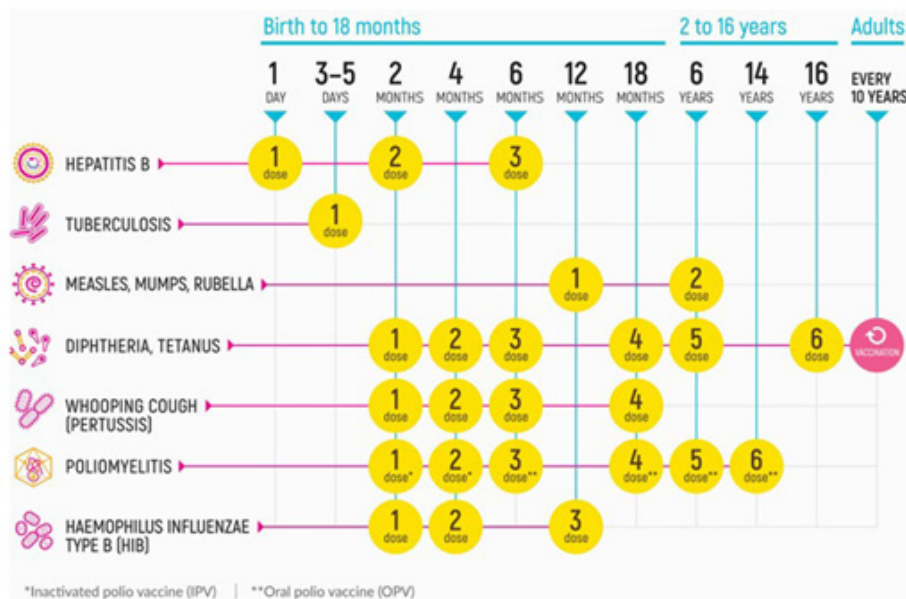 Birth to 18 months 2 to 16 years Adults
1 3–5 2 4 6 12 18 6 14 16 EVERY
DAY DAYS MONTHS MONTHS MONTHS MONTHS MONTHS YEARS YEARS YEARS 10 YEARS
HEPATITIS B 1 dose 2 dose 3 dose
TUBERCULOSIS 1 dose
MEASLES, MUMPS, RUBELLA 1 dose 2 dose
DIPHTHERIA, TETANUS 1 dose 2 dose 3 dose 4 dose 5 dose 6 dose VACCINATION
WHOOPING COUGH 1 dose 2 dose 3 dose 4 dose
(PERTUSSIS)
POLIOMYELITIS 1 dose* 2 dose* 3 dose** 4 dose** 5 dose** 6 dose**
HAEMOPHILUS INFLUENZAE 1 dose 2 dose 3 dose
TYPE B (HIB)
*Inactivated polio vaccine (IPV) | **Oral polio vaccine (OPV)